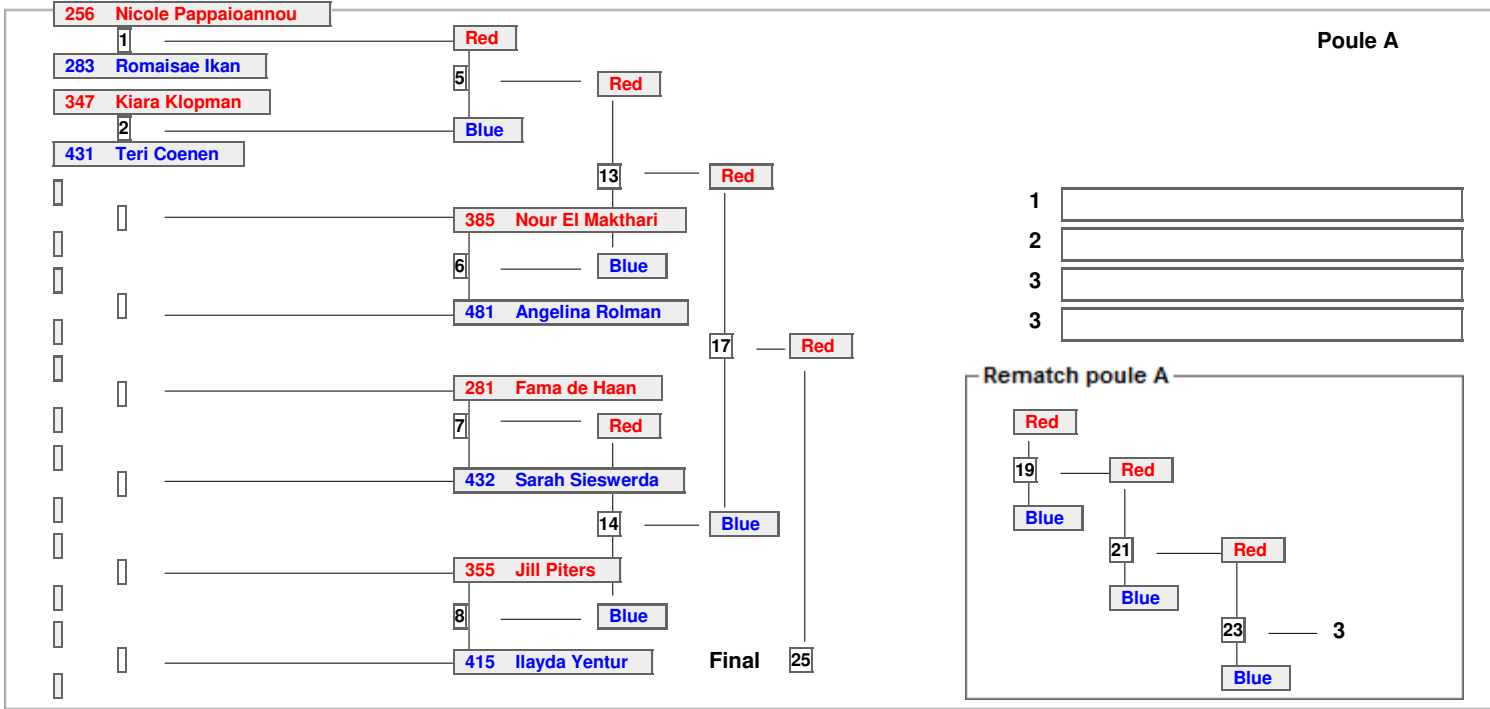 256 Nicole Pappaioannou
1
Red
Poule A
283 Romaisae Ikan
5
Red
347 Kiara Klopman
2
Blue
431 Teri Coenen
13
Red
385 Nour El Makthari
6
Blue
481 Angelina Rolman
17
Red
281 Fama de Haan
7
Red
432 Sarah Sieswerda
14
Blue
355 Jill Piters
8
Blue
415 Ilayda Yentur
Final 25
1
2
3
3
Rematch poule A
Red
19
Red
Blue
21
Red
Blue
23
3
Blue